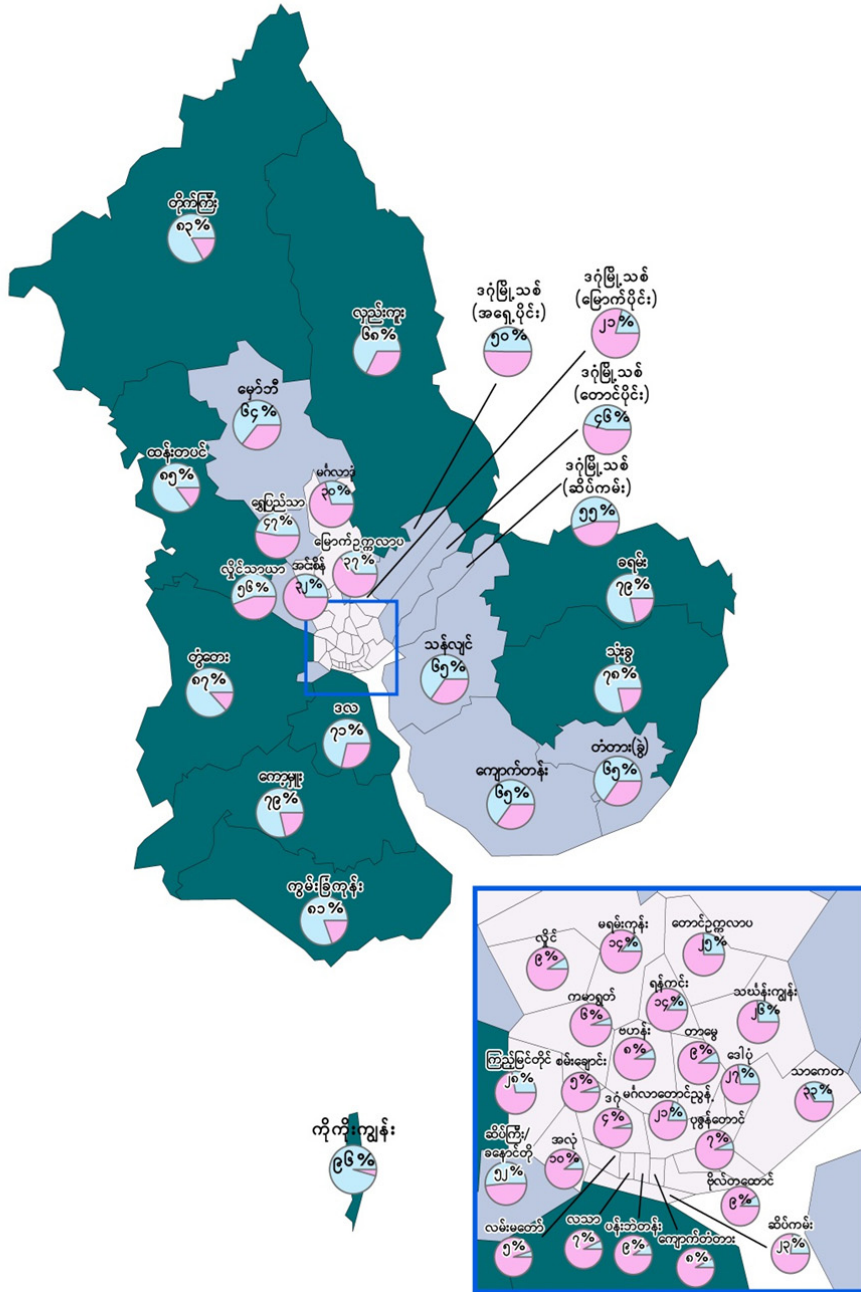 တိုက်ကြီး
၈၃%
လှည်းကူး
၆၈%
ဒဂုံမြို့သစ်
(အရှေ့ပိုင်း)
၅၀%
ဒဂုံမြို့သစ်
(မြောက်ပိုင်း)
၂၁%
ဒဂုံမြို့သစ်
(တောင်ပိုင်း)
၄၆%
ဒဂုံမြို့သစ်
(ဆိပ်ကမ်း)
၅၅%
မှော်ဘီ
၆၄%
ထန်းတပင်
၈၅%
မင်္ဂလာဒုံ
၃၀%
ရွှေပြည်သာ
၄၇%
မြောက်ဥက္ကလာပ
၃၇%
လှိုင်သာယာ
၅၆%
အင်းစိန်
၃၂%
ခရမ်း
၇၉%
သုံးခွ
၇၈%
သန်လျင်
၆၅%
တွံတေး
၈၇%
ဒလ
၇၁%
တံတား(ခွဲ)
၆၅%
ကျောက်တန်း
၆၅%
ကော့မှူး
၇၉%
ကွမ်းခြံကုန်း
၈၁%
ကိုကိုးကျွန်း
၉၆%
လှိုင်
၉%
မရမ်းကုန်း
၁၄%
တောင်ဥက္ကလာပ
၂၅%
ကမာရွတ်
၆%
ရန်ကင်း
၁၄%
သင်္ဃန်းကျွန်း
၂၆%
ဗဟန်း
၈%
တာမွေ
၉%
ဒေါပုံ
၂၇%
သာကေတ
၃၃%
ကြည့်မြင်တိုင်
၂၈%
စမ်းချောင်း
၅%
ဒဂုံ
၄%
မင်္ဂလာတောင်ညွန့်
၂၁%
ပုဇွန်တောင်
၇%
ဆိပ်ကြီး/
ခနောင်တို
၅၂%
အလုံ
၁၀%
ဗိုလ်တထောင်
၉%
လမ်းမတော်
၅%
လသာ
၇%
ပန်းဘဲတန်း
၉%
ကျောက်တံတား
၈%
ဆိပ်ကမ်း
၂၃%